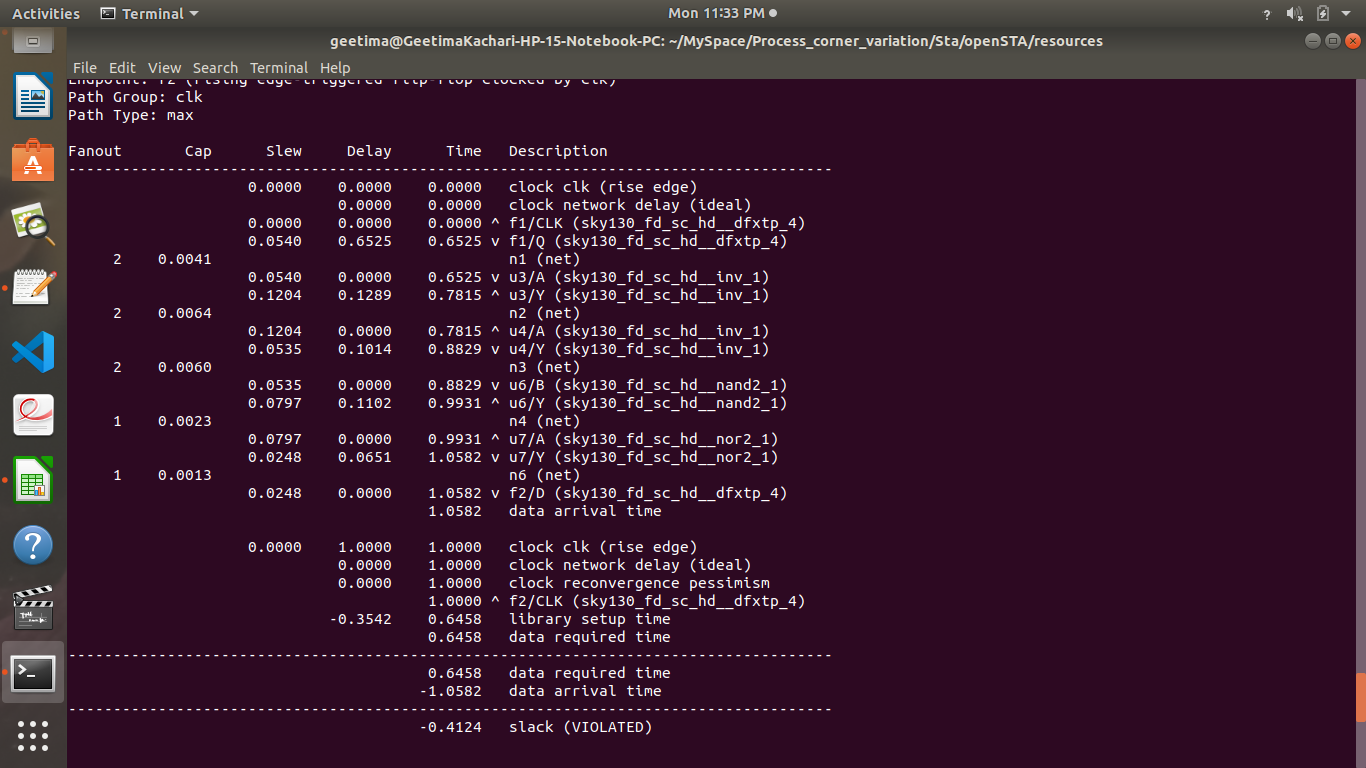 Activities Terminal Mon 11:33 PM
geetima@GeetimaKachari-HP-15-Notebook-PC: ~/MySpace/Process_corner_variation/Sta/openSTA/resources
File Edit View Search Terminal Help
Endpoint: f2 (rising edge-triggered flip-flop clocked by clk)
Path Group: clk
Path Type: max
Fanout Cap Slew Delay Time Description
-------------------------------------------------------------------------------------
0.0000 0.0000 0.0000 clock clk (rise edge)
0.0000 0.0000 clock network delay (ideal)
0.0000 0.0000 0.0000 ^ f1/CLK (sky130_fd_sc_hd__dfxtp_4)
0.0540 0.6525 0.6525 v f1/Q (sky130_fd_sc_hd__dfxtp_4)
2 0.0041 n1 (net)
0.0540 0.0000 0.6525 v u3/A (sky130_fd_sc_hd__inv_1)
0.1204 0.1289 0.7815 ^ u3/Y (sky130_fd_sc_hd__inv_1)
2 0.0064 n2 (net)
0.1204 0.0000 0.7815 ^ u4/A (sky130_fd_sc_hd__inv_1)
0.0535 0.1014 0.8829 v u4/Y (sky130_fd_sc_hd__inv_1)
2 0.0060 n3 (net)
0.0535 0.0000 0.8829 v u6/B (sky130_fd_sc_hd__nand2_1)
0.0797 0.1102 0.9931 ^ u6/Y (sky130_fd_sc_hd__nand2_1)
1 0.0023 n4 (net)
0.0797 0.0000 0.9931 ^ u7/A (sky130_fd_sc_hd__nor2_1)
0.0248 0.0651 1.0582 v u7/Y (sky130_fd_sc_hd__nor2_1)
1 0.0013 n6 (net)
0.0248 0.0000 1.0582 v f2/D (sky130_fd_sc_hd__dfxtp_4)
1.0582 data arrival time
0.0000 1.0000 1.0000 clock clk (rise edge)
0.0000 1.0000 clock network delay (ideal)
0.0000 1.0000 clock reconvergence pessimism
1.0000 ^ f2/CLK (sky130_fd_sc_hd__dfxtp_4)
-0.3542 0.6458 library setup time
0.6458 data required time
-------------------------------------------------------------------------------------
0.6458 data required time
-1.0582 data arrival time
-------------------------------------------------------------------------------------
-0.4124 slack (VIOLATED)